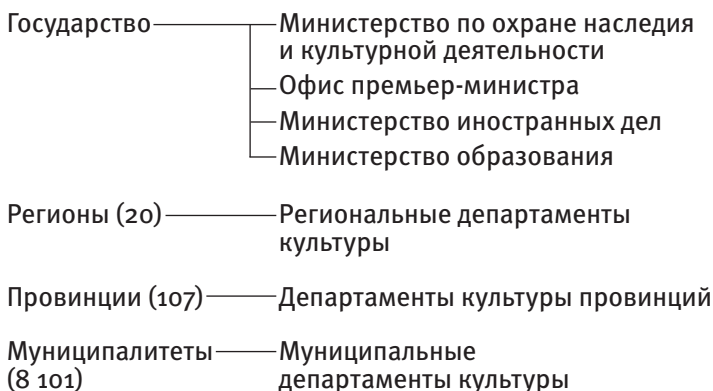 Государство Министерство по охране наследия
и культурной деятельности
Офис премьер-министра
Министерство иностранных дел
Министерство образования
Регионы (20) Региональные департаменты
культуры
Провинции (107) Департаменты культуры провинций
Муниципалитеты Муниципальные
(8 101) департаменты культуры